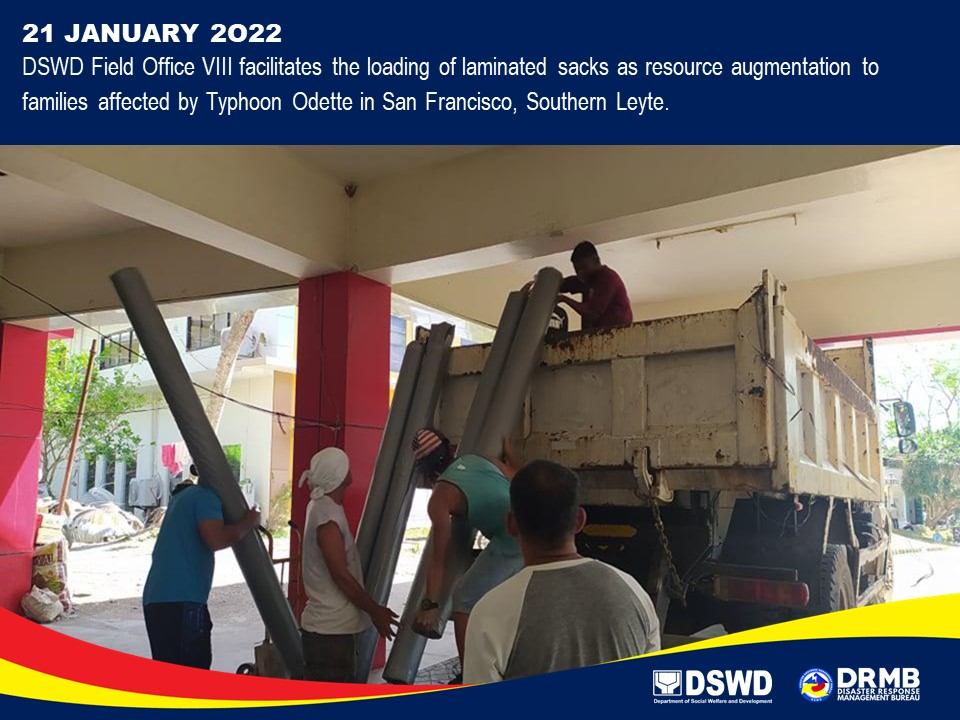 21 JANUARY 2022
DSWD Field Office VIII facilitates the loading of laminated sacks as resource augmentation to
families affected by Typhoon Odette in San Francisco, Southern Leyte.
DSWD
Department of Social Welfare and Development
DRMB
DISASTER RESPONSE
MANAGEMENT BUREAU